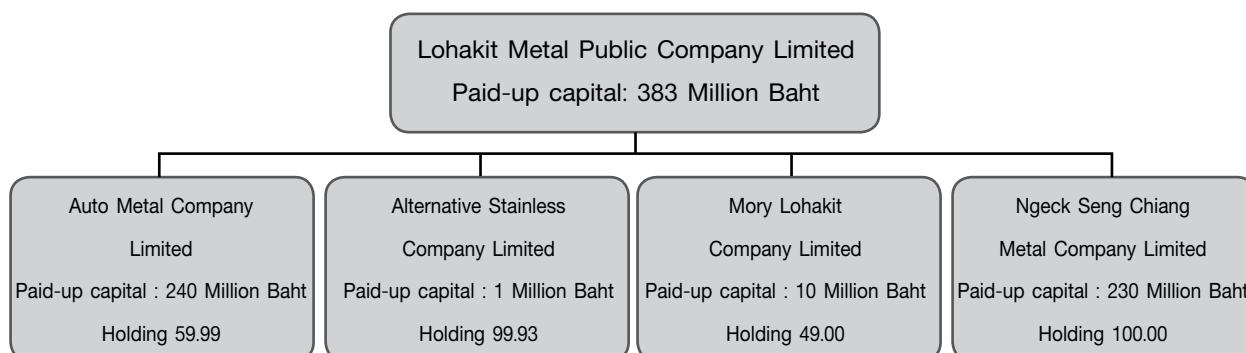 Lohakit Metal Public Company Limited
Paid-up capital: 383 Million Baht
Auto Metal Company
Limited
Paid-up capital : 240 Million Baht
Holding 59.99
Alternative Stainless
Company Limited
Paid-up capital : 1 Million Baht
Holding 99.93
Mory Lohakit
Company Limited
Paid-up capital : 10 Million Baht
Holding 49.00
Ngeck Seng Chiang
Metal Company Limited
Paid-up capital : 230 Million Baht
Holding 100.00